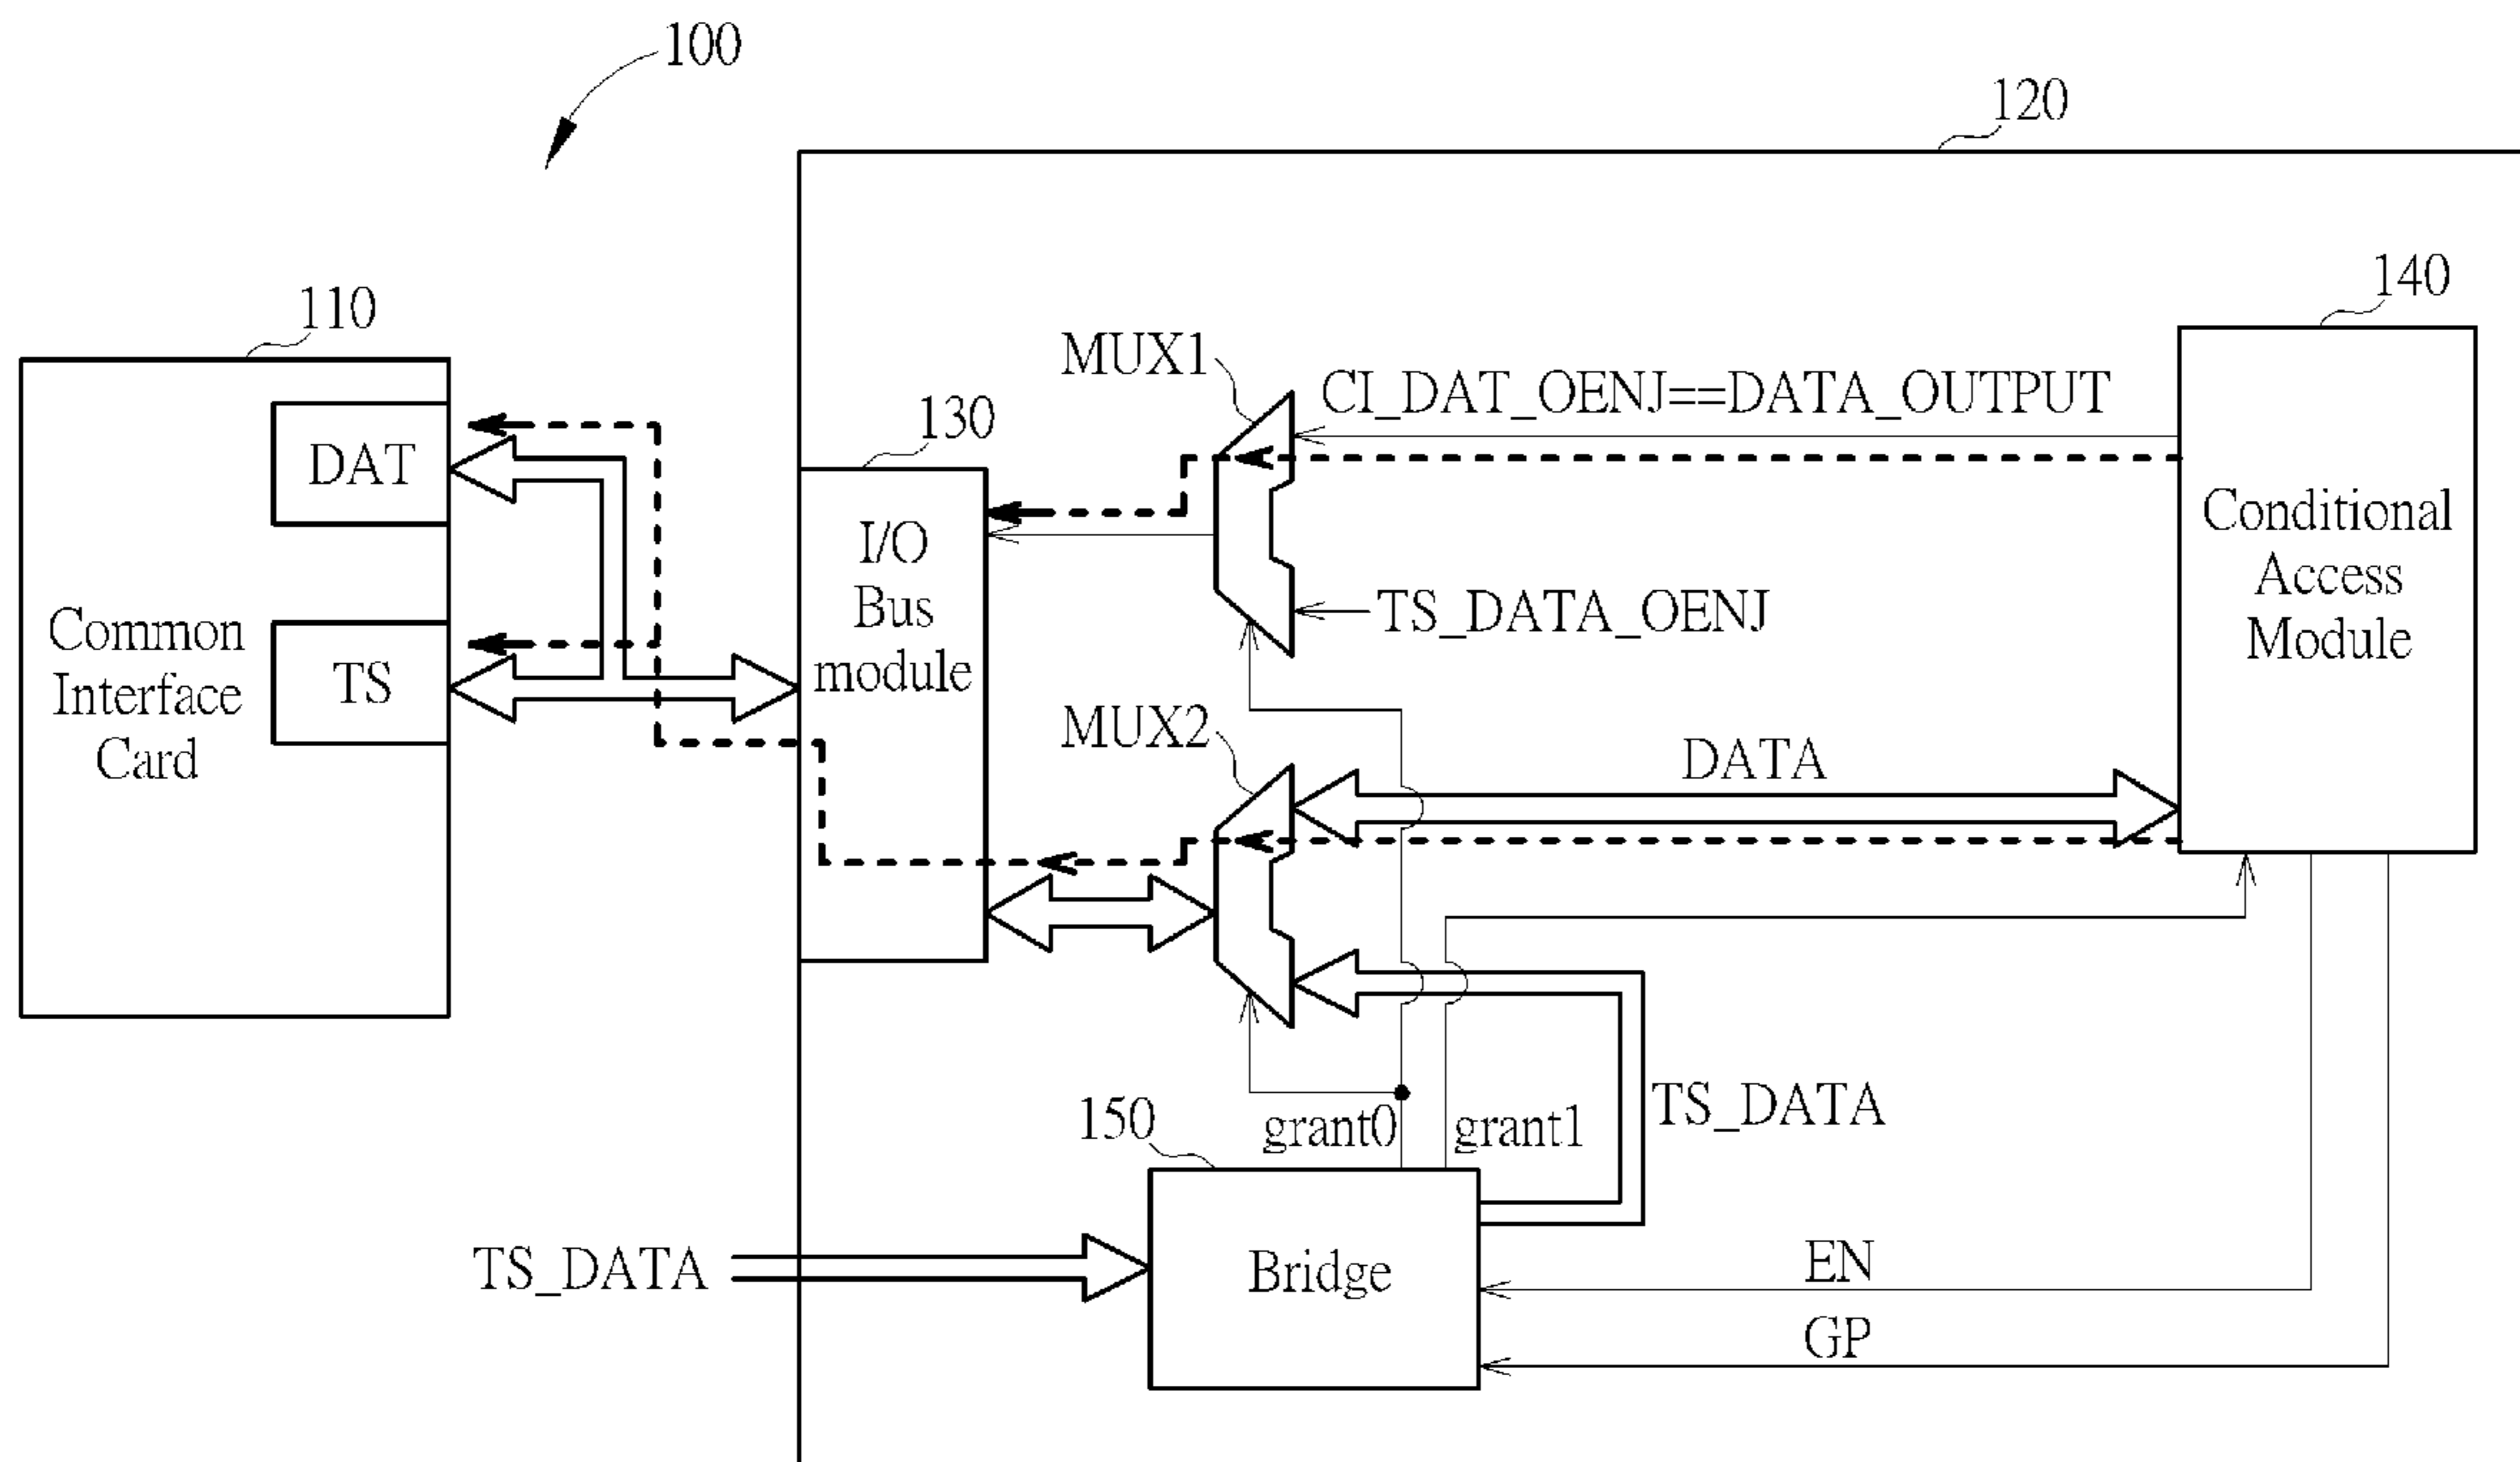 100
120
140
110
MUX1
CI_DAT_OENJ==DATA_OUTPUT
130
DAT
I/O
Bus
module
Conditional
Access
Module
TS_DATA_OENJ
Common
Interface
Card
TS
MUX2
DATA
TS_DATA
150
grant0
grant1
TS_DATA
Bridge
EN
GP